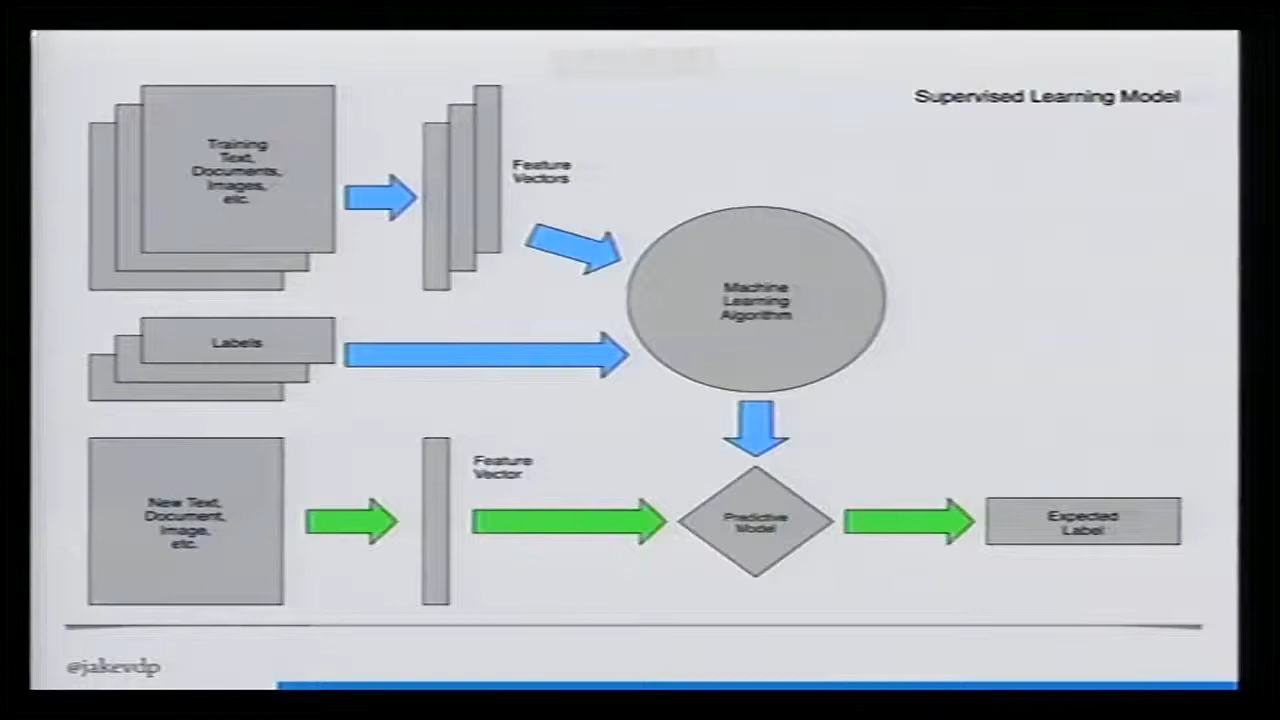 Supervised Learning Model
Training
Text,
Documents,
Images,
etc.
Feature
Vectors
Machine
Learning
Algorithm
Labels
New Text,
Document,
Image,
etc.
Feature
Vector
Predictive
Model
Expected
Label
@jakevdp